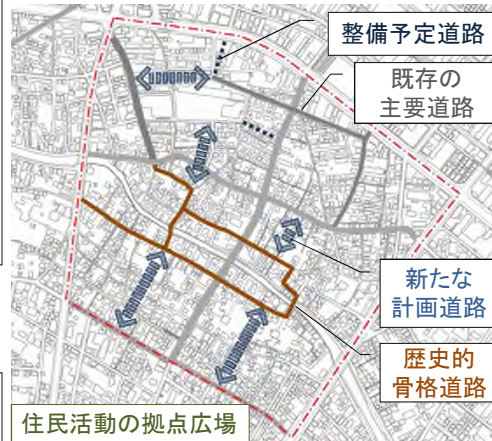 整備予定道路
既存の
主要道路
新たな
計画道路
歴史的
骨格道路
住民活動の拠点広場